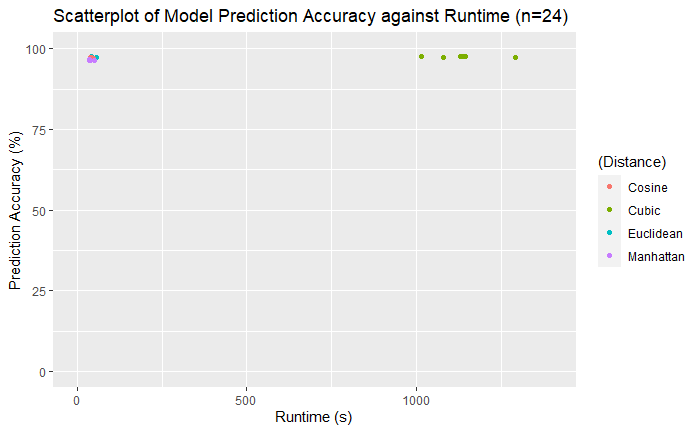 Scatterplot of Model Prediction Accuracy against Runtime (n=24)
Prediction Accuracy (%)
100
75
50
25
0
0 500 1000
Runtime (s)
(Distance)
Cosine
Cubic
Euclidean
Manhattan